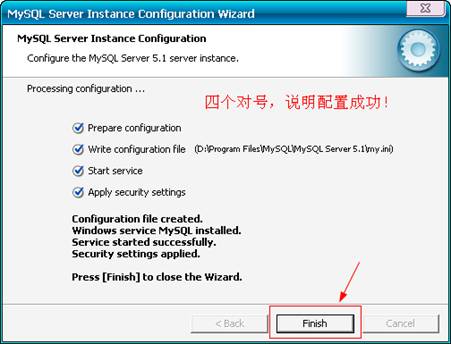 MySQL Server Instance Configuration Wizard
MySQL Server Instance Configuration
Configure the MySQL Server 5.1 server instance.
Processing configuration ...
四个对号，说明配置成功！
Prepare configuration
Write configuration file (D:\Program Files\MySQL\MySQL Server 5.1\my.ini)
Start service
Apply security settings
Configuration file created.
Windows service MySQL installed.
Service started successfully.
Security settings applied.
Press [Finish] to close the Wizard.
< Back Finish Cancel